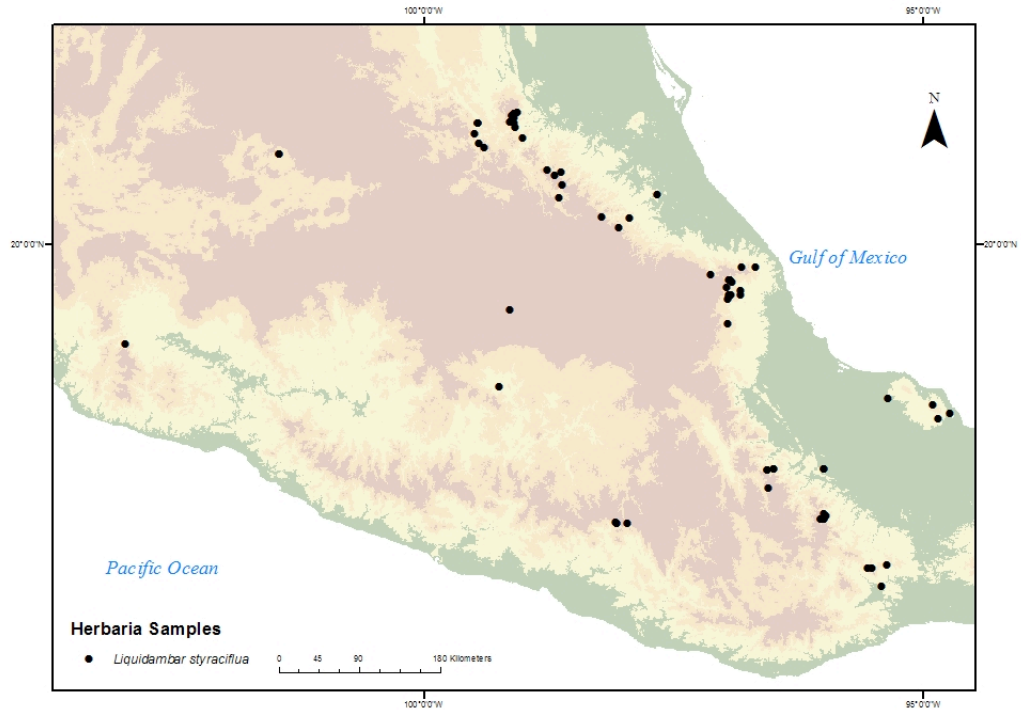 100°0'0"W 95°0'0"W
N
20°0'0"N 20°0'0"N
Gulf of Mexico
Pacific Ocean
Herbaria Samples
Liquidambar styraciflua 0 45 90 180 Kilometers
100°0'0"W 95°0'0"W